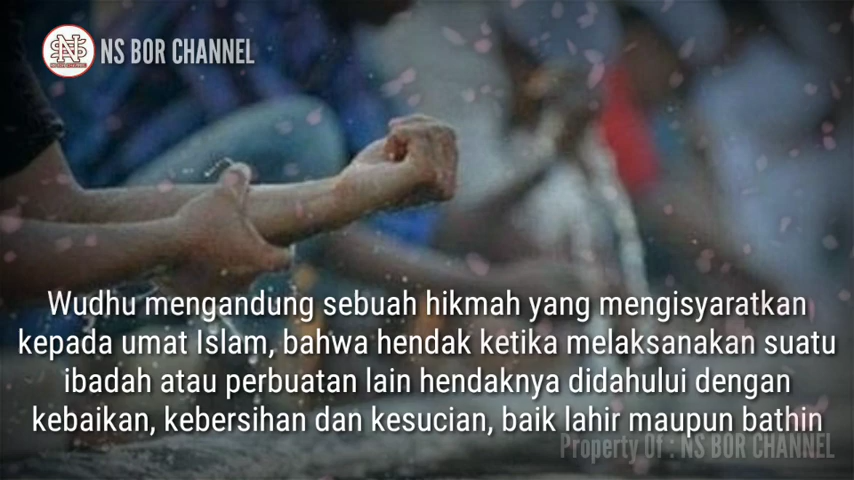 NS BOR CHANNEL
Wudhu mengandung sebuah hikmah yang mengisyaratkan
kepada umat Islam, bahwa hendak ketika melaksanakan suatu
ibadah atau perbuatan lain hendaknya didahului dengan
kebaikan, kebersihan dan kesucian, baik lahir maupun bathin
Property Of : NS BOR CHANNEL